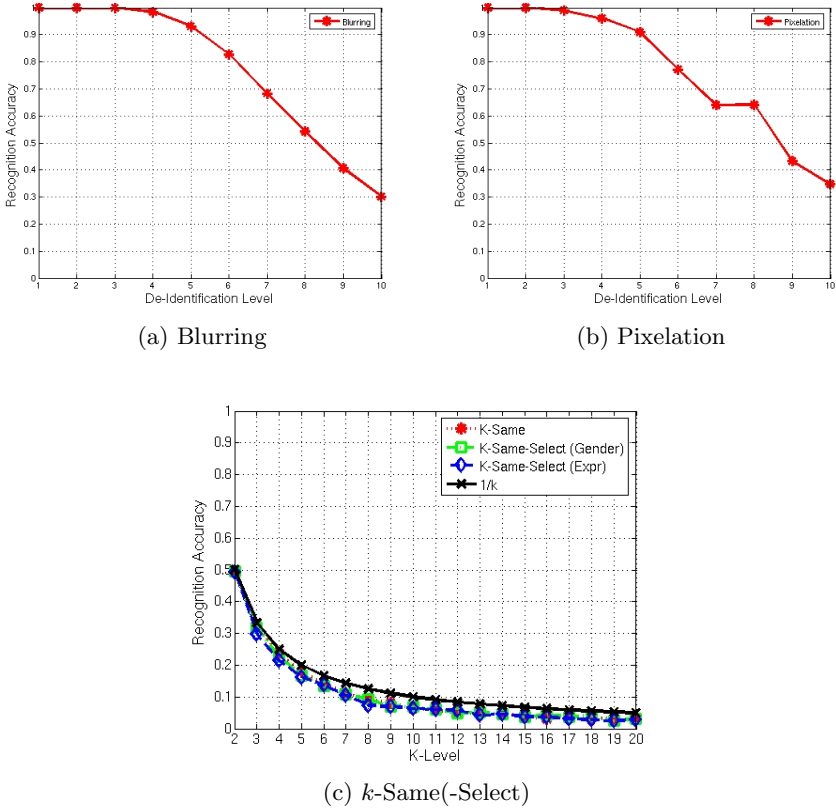 Blurring
1
0.9
0.8
0.7
0.6
0.5
0.4
0.3
0.2
0.1
0
Recognition Accuracy
1 2 3 4 5 6 7 8 9 10
De-Identification Level
(a) Blurring
Pixelation
1
0.9
0.8
0.7
0.6
0.5
0.4
0.3
0.2
0.1
0
Recognition Accuracy
1 2 3 4 5 6 7 8 9 10
De-Identification Level
(b) Pixelation
K-Same
K-Same-Select (Gender)
K-Same-Select (Expr)
1/k
1
0.9
0.8
0.7
0.6
0.5
0.4
0.3
0.2
0.1
0
Recognition Accuracy
2 3 4 5 6 7 8 9 10 11 12 13 14 15 16 17 18 19 20
K-Level
(c) k-Same(-Select)